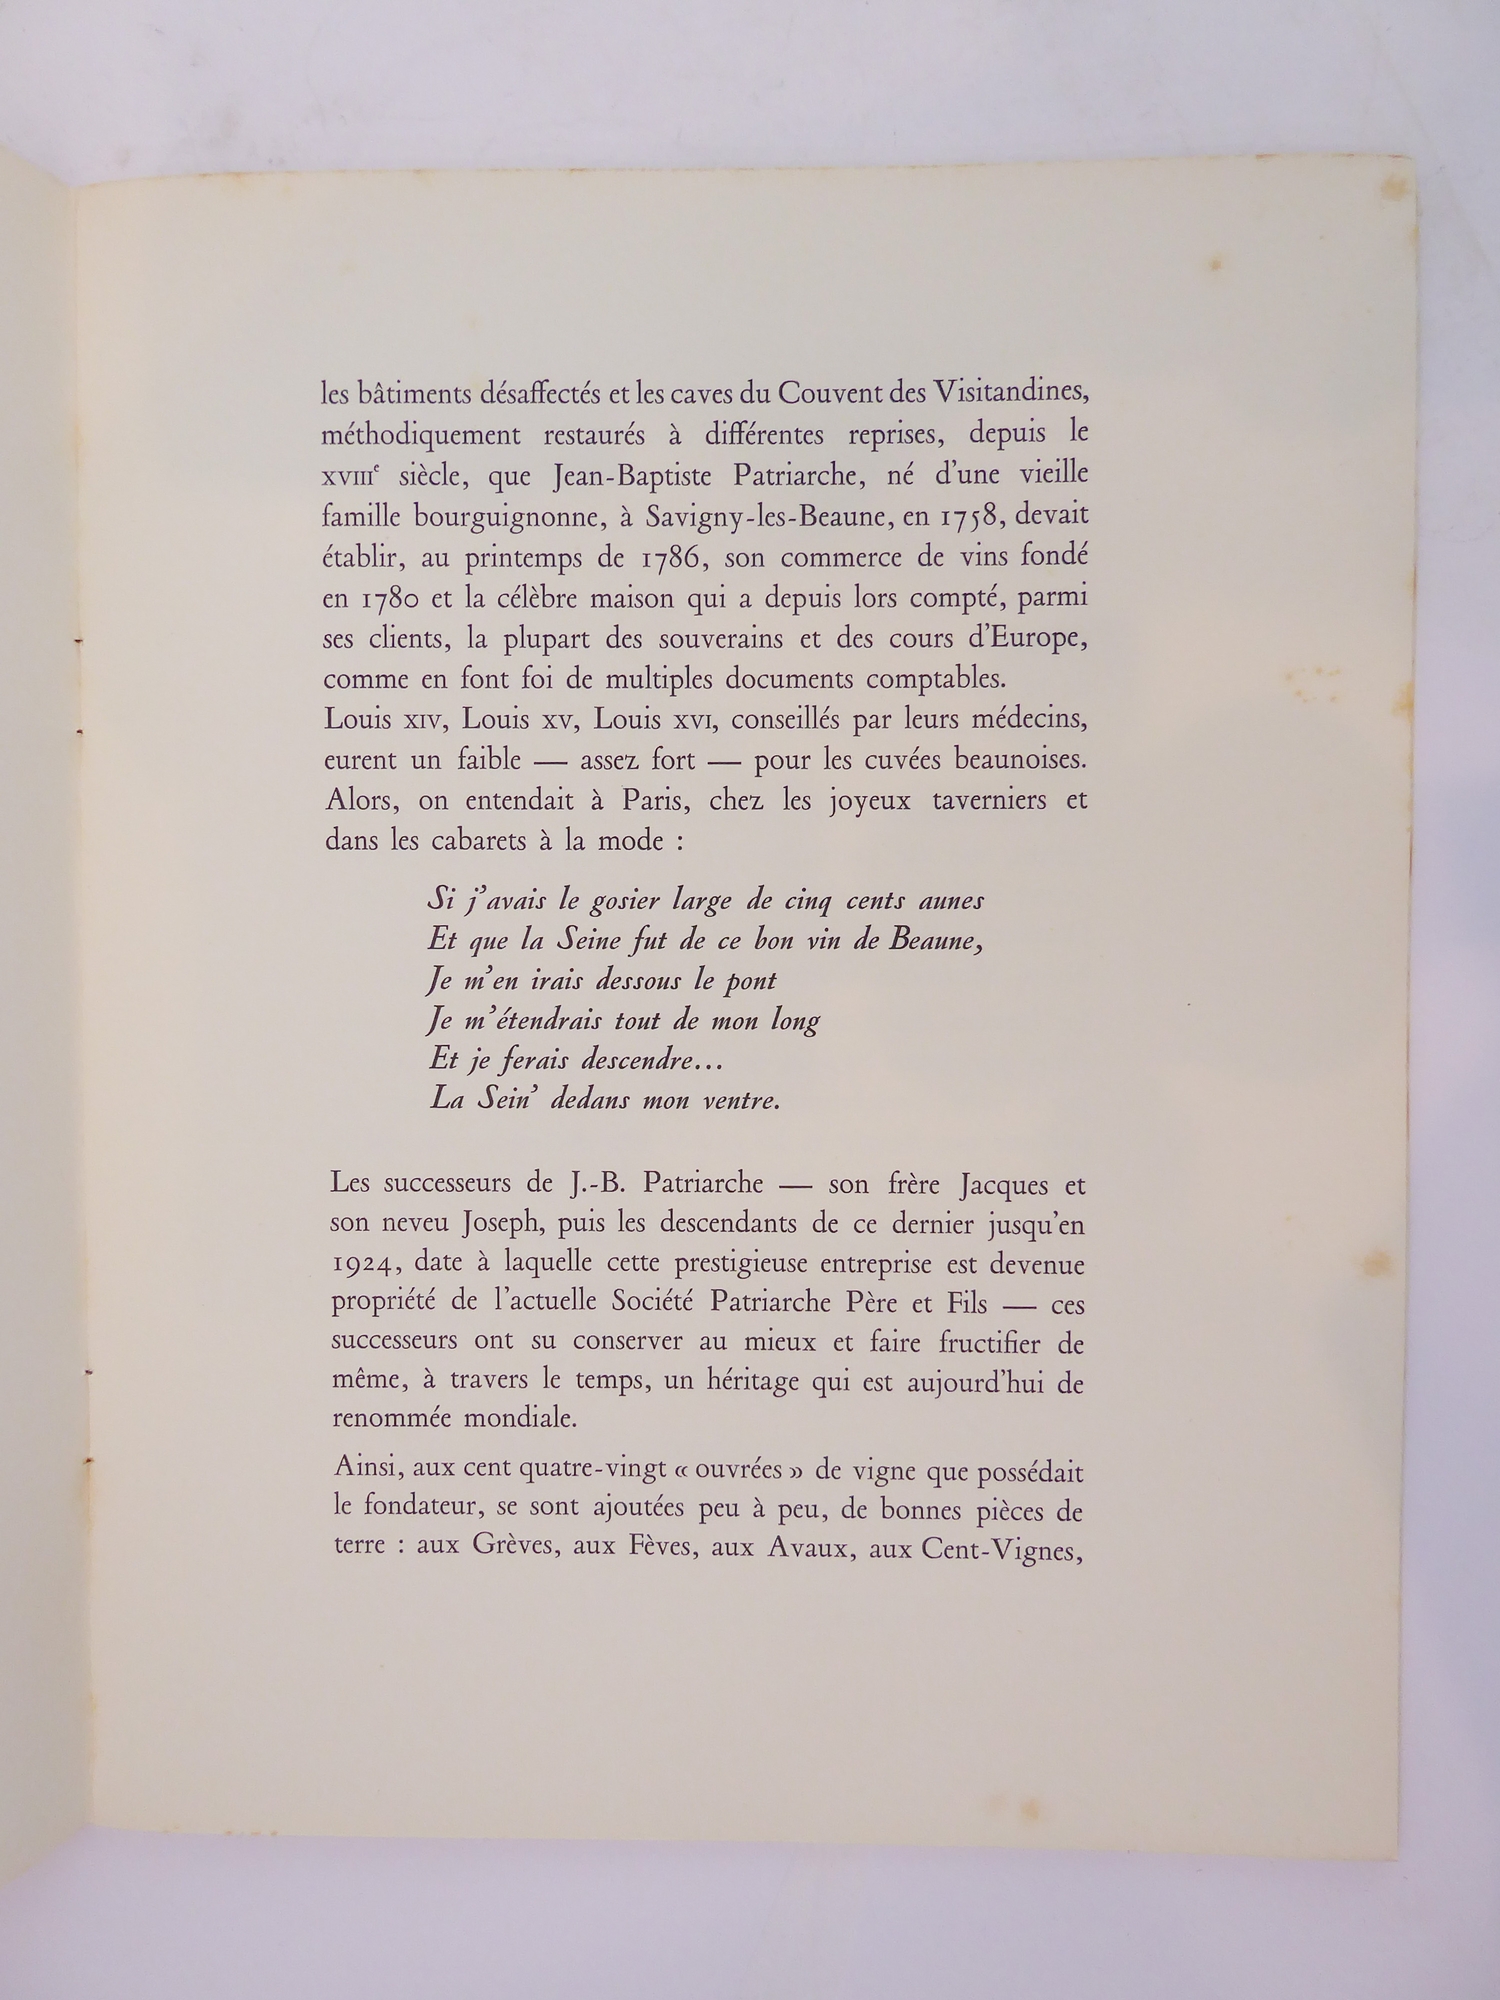 les bâtiments désaffectés et les caves du Couvent des Visitandines,
méthodiquement restaurés à différentes reprises, depuis le
XVIIIᵉ siècle, que Jean-Baptiste Patriarche, né d'une vieille
famille bourguignonne, à Savigny-les-Beaune, en 1758, devait
établir, au printemps de 1786, son commerce de vins fondé
en 1780 et la célèbre maison qui a depuis lors compté, parmi
ses clients, la plupart des souverains et des cours d'Europe,
comme en font foi de multiples documents comptables.
Louis XIV, Louis XV, Louis XVI, conseillés par leurs médecins,
eurent un faible — assez fort — pour les cuvées beaunoises.
Alors, on entendait à Paris, chez les joyeux taverniers et
dans les cabarets à la mode :
Si j'avais le gosier large de cinq cents aunes
Et que la Seine fut de ce bon vin de Beaune,
Je m'en irais dessous le pont
Je m'étendrais tout de mon long
Et je ferais descendre...
La Sein' dedans mon ventre.
Les successeurs de J.-B. Patriarche — son frère Jacques et
son neveu Joseph, puis les descendants de ce dernier jusqu'en
1924, date à laquelle cette prestigieuse entreprise est devenue
propriété de l'actuelle Société Patriarche Père et Fils — ces
successeurs ont su conserver au mieux et faire fructifier de
même, à travers le temps, un héritage qui est aujourd'hui de
renommée mondiale.
Ainsi, aux cent quatre-vingt « ouvrées » de vigne que possédait
le fondateur, se sont ajoutées peu à peu, de bonnes pièces de
terre : aux Grèves, aux Fèves, aux Avaux, aux Cent-Vignes,